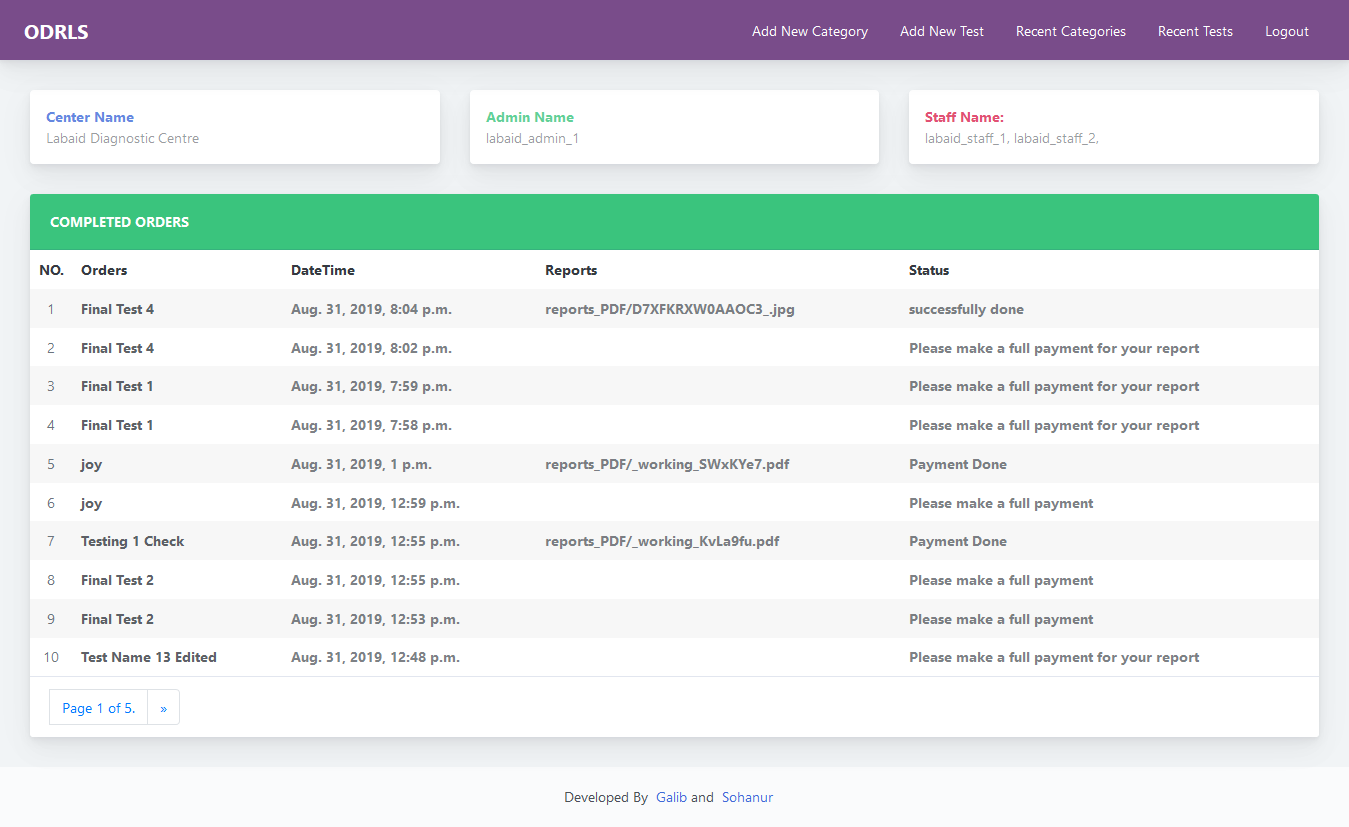 ODRLS Add New Category Add New Test Recent Categories Recent Tests Logout
Center Name Admin Name Staff Name:
Labaid Diagnostic Centre labaid_admin_1 labaid_staff_1, labaid_staff_2,
COMPLETED ORDERS
NO. Orders DateTime Reports Status
1 Final Test 4 Aug. 31, 2019, 8:04 p.m. reports_PDF/D7XFKRXW0AAOC3_.jpg successfully done
2 Final Test 4 Aug. 31, 2019, 8:02 p.m. Please make a full payment for your report
3 Final Test 1 Aug. 31, 2019, 7:59 p.m. Please make a full payment for your report
4 Final Test 1 Aug. 31, 2019, 7:58 p.m. Please make a full payment for your report
5 joy Aug. 31, 2019, 1 p.m. reports_PDF/_working_SWxKYe7.pdf Payment Done
6 joy Aug. 31, 2019, 12:59 p.m. Please make a full payment
7 Testing 1 Check Aug. 31, 2019, 12:55 p.m. reports_PDF/_working_KvLa9fu.pdf Payment Done
8 Final Test 2 Aug. 31, 2019, 12:55 p.m. Please make a full payment
9 Final Test 2 Aug. 31, 2019, 12:53 p.m. Please make a full payment
10 Test Name 13 Edited Aug. 31, 2019, 12:48 p.m. Please make a full payment for your report
Page 1 of 5. »
Developed By Galib and Sohanur